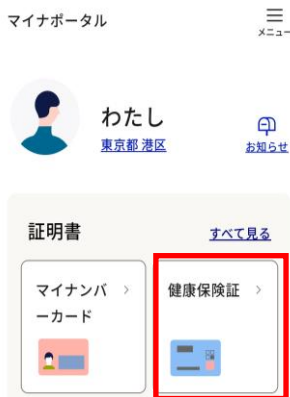 マイナポータル
メニュー
わたし
東京都 港区
お知らせ
証明書
すべて見る
マイナンバ
ーカード
健康保険証